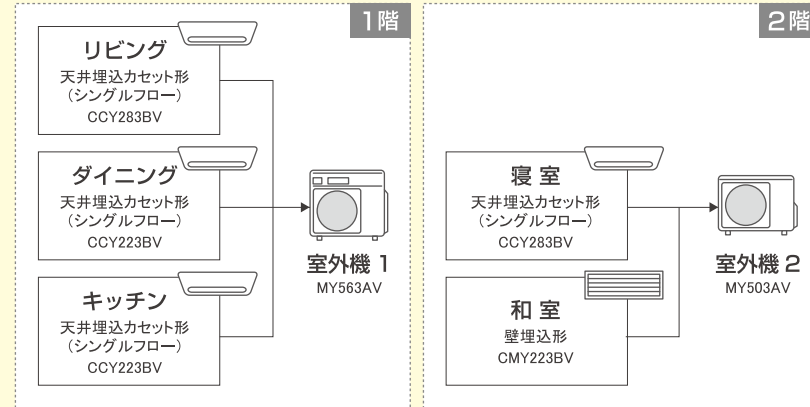 1階
リビング
天井埋込カセット形
（シングルフロー）
CCY283BV
ダイニング
天井埋込カセット形
（シングルフロー）
CCY223BV
キッチン
天井埋込カセット形
（シングルフロー）
CCY223BV
室外機 1
MY563AV
2階
寝 室
天井埋込カセット形
（シングルフロー）
CCY283BV
和 室
壁埋込形
CMY223BV
室外機 2
MY503AV